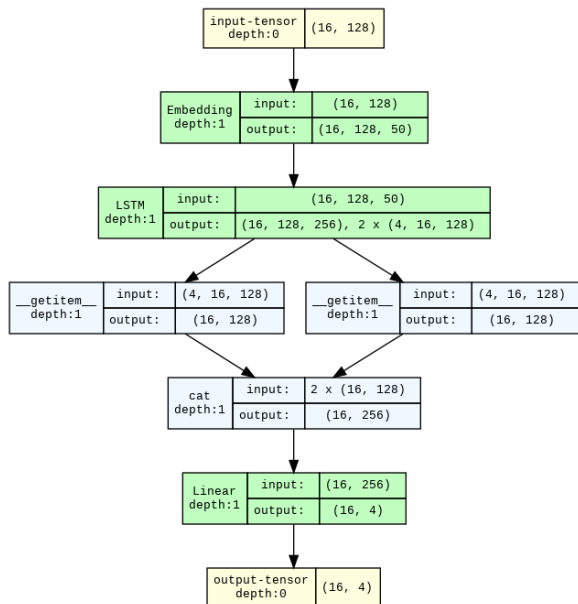 input-tensor
depth:0
(16, 128)
Embedding
depth:1
input:
(16, 128)
output:
(16, 128, 50)
LSTM
depth:1
input:
(16, 128, 50)
output:
(16, 128, 256), 2 x (4, 16, 128)
__getitem__
depth:1
input:
(4, 16, 128)
output:
(16, 128)
__getitem__
depth:1
input:
(4, 16, 128)
output:
(16, 128)
cat
depth:1
input:
2 x (16, 128)
output:
(16, 256)
Linear
depth:1
input:
(16, 256)
output:
(16, 4)
output-tensor
depth:0
(16, 4)